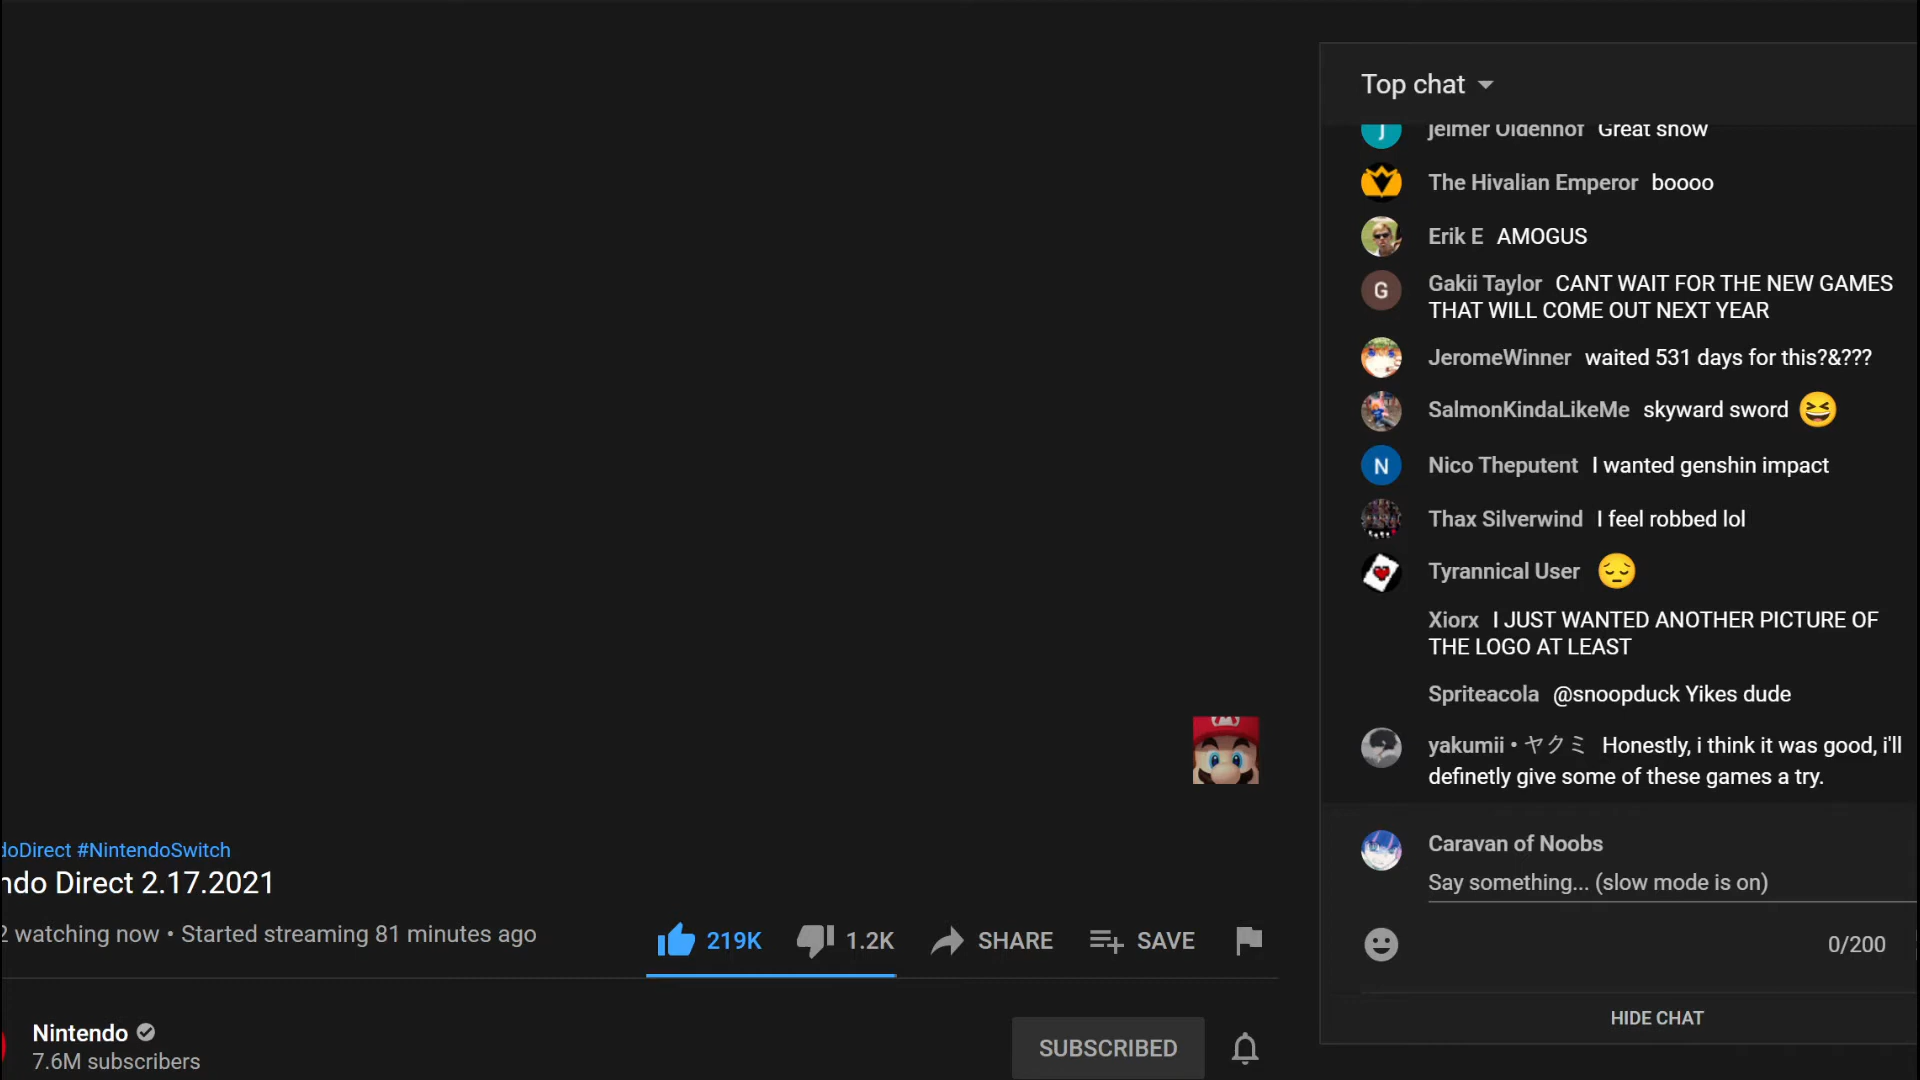 Top chat
jelmer Oldenhof Great show
The Hivalian Emperor boooo
Erik E AMOGUS
G Gakii Taylor CANT WAIT FOR THE NEW GAMES
THAT WILL COME OUT NEXT YEAR
JeromeWinner waited 531 days for this?&???
SalmonKindaLikeMe skyward sword 😆
N Nico Theputent I wanted genshin impact
Thax Silverwind I feel robbed lol
Tyrannical User 😔
Xiorx I JUST WANTED ANOTHER PICTURE OF
THE LOGO AT LEAST
Spriteacola @snoopduck Yikes dude
yakumii • ヤクミ Honestly, i think it was good, i'll
definetly give some of these games a try.
Caravan of Noobs
Say something... (slow mode is on)
0/200
HIDE CHAT
doDirect #NintendoSwitch
ndo Direct 2.17.2021
2 watching now • Started streaming 81 minutes ago
219K 1.2K SHARE SAVE
Nintendo
7.6M subscribers
SUBSCRIBED